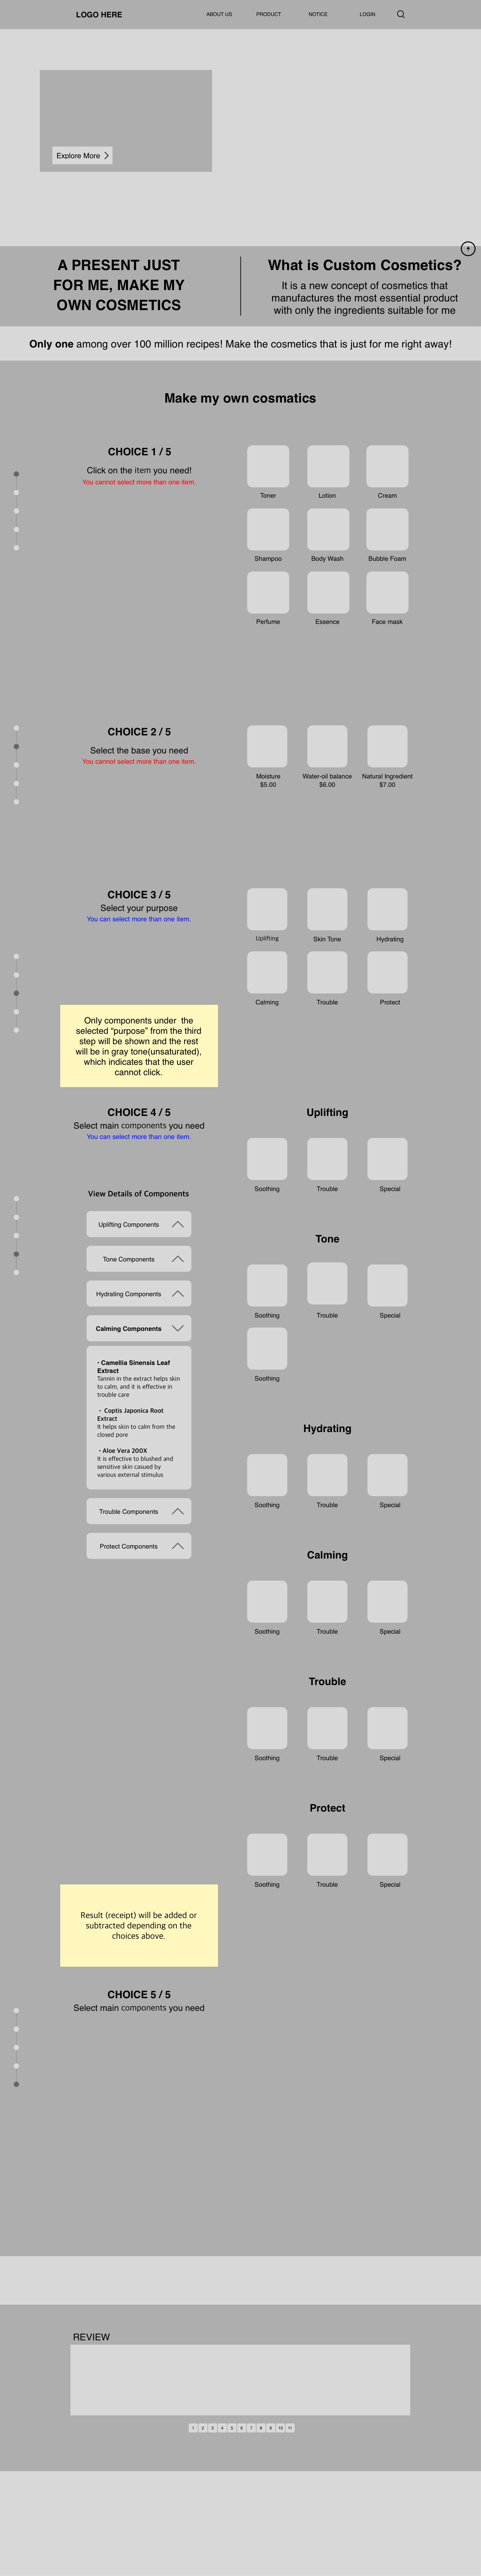 LOGO HERE
ABOUT US
PRODUCT
NOTICE
LOGIN
Explore More
A PRESENT JUST
FOR ME, MAKE MY
OWN COSMETICS
What is Custom Cosmetics?
It is a new concept of cosmetics that
manufactures the most essential product
with only the ingredients suitable for me
Only one among over 100 million recipes! Make the cosmetics that is just for me right away!
Make my own cosmatics
CHOICE 1 / 5
Click on the item you need!
You cannot select more than one item.
Toner
Lotion
Cream
Shampoo
Body Wash
Bubble Foam
Perfume
Essence
Face mask
CHOICE 2 / 5
Select the base you need
You cannot select more than one item.
Moisture
$5.00
Water-oil balance
$6.00
Natural Ingredient
$7.00
CHOICE 3 / 5
Select your purpose
You can select more than one item.
Uplifting
Skin Tone
Hydrating
Calming
Trouble
Protect
Only components under the
selected “purpose” from the third
step will be shown and the rest
will be in gray tone(unsaturated),
which indicates that the user
cannot click.
CHOICE 4 / 5
Select main components you need
You can select more than one item.
View Details of Components
Uplifting Components
Tone Components
Hydrating Components
Calming Components
· Camellia Sinensis Leaf
Extract
Tannin in the extract helps skin
to calm, and it is effective in
trouble care
· Coptis Japonica Root
Extract
It helps skin to calm from the
closed pore
· Aloe Vera 200X
It is effective to blushed and
sensitive skin casued by
various external stimulus
Trouble Components
Protect Components
Uplifting
Soothing
Trouble
Special
Tone
Soothing
Trouble
Special
Soothing
Hydrating
Soothing
Trouble
Special
Calming
Soothing
Trouble
Special
Trouble
Soothing
Trouble
Special
Protect
Soothing
Trouble
Special
Result (receipt) will be added or
subtracted depending on the
choices above.
CHOICE 5 / 5
Select main components you need
REVIEW
1 2 3 4 5 6 7 8 9 10 11